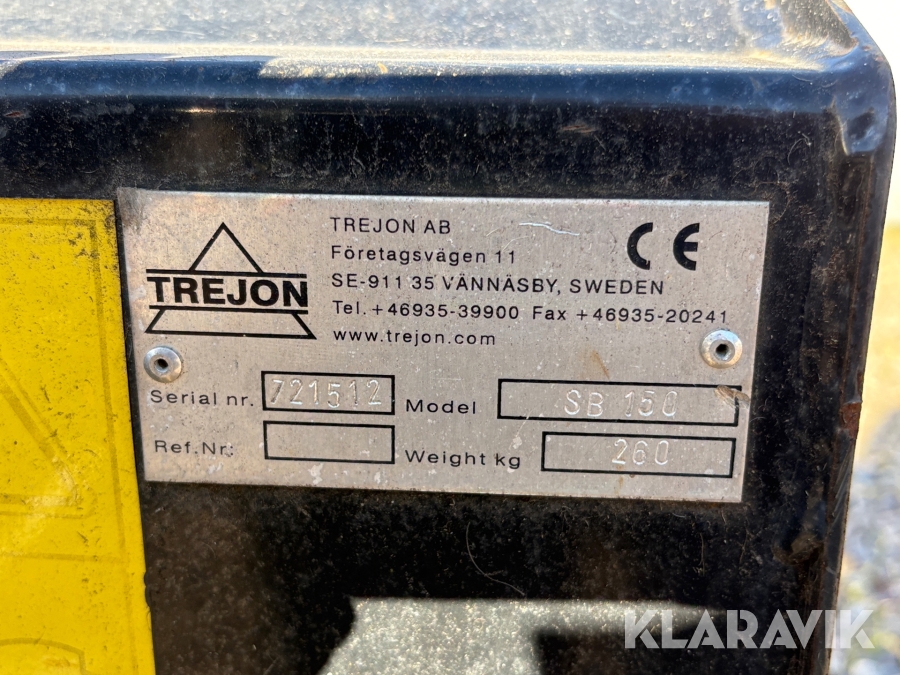 TREJON AB
Företagsvägen 11
SE-911 35 VÄNNÄSBY, SWEDEN
Tel. +46935-39900 Fax +46935-20241
www.trejon.com
CE
TREJON
Serial nr. 721512 Model SB 150
Ref.Nr: Weight kg 260
KLARAVIK